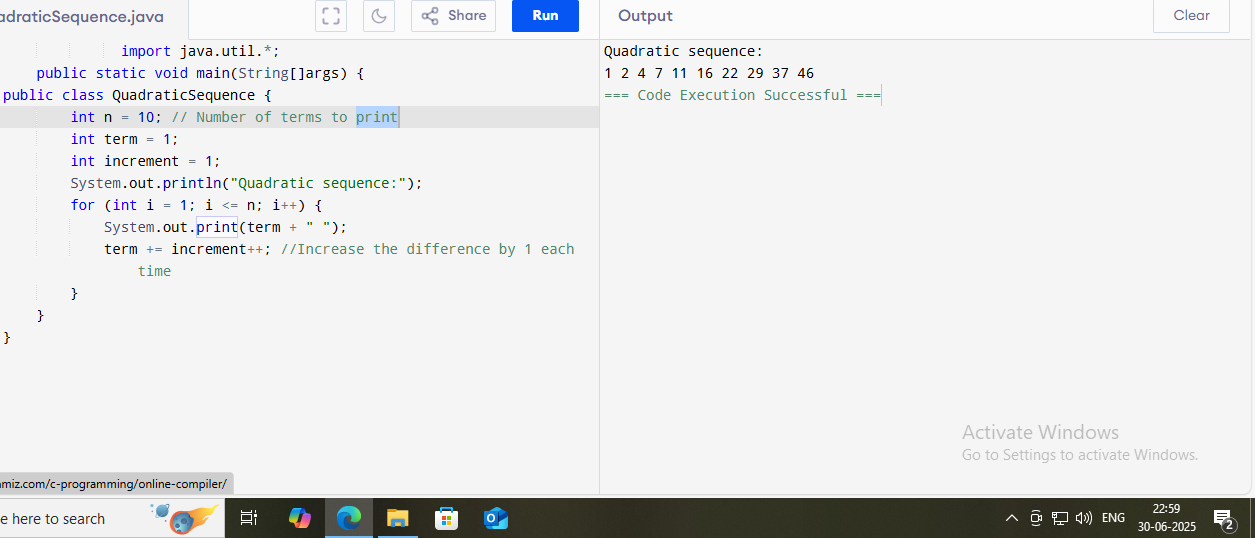 adraticSequence.java
Share
Run
Output
Clear
import java.util.*;
public static void main(String[]args) {
public class QuadraticSequence {
int n = 10; // Number of terms to print
int term = 1;
int increment = 1;
System.out.println("Quadratic sequence:");
for (int i = 1; i <= n; i++) {
System.out.print(term + " ");
term += increment++; //Increase the difference by 1 each
time
}
}
}
Quadratic sequence:
1 2 4 7 11 16 22 29 37 46
=== Code Execution Successful ===
Activate Windows
Go to Settings to activate Windows.
miz.com/c-programming/online-compiler/
e here to search
ENG
22:59
30-06-2025
2